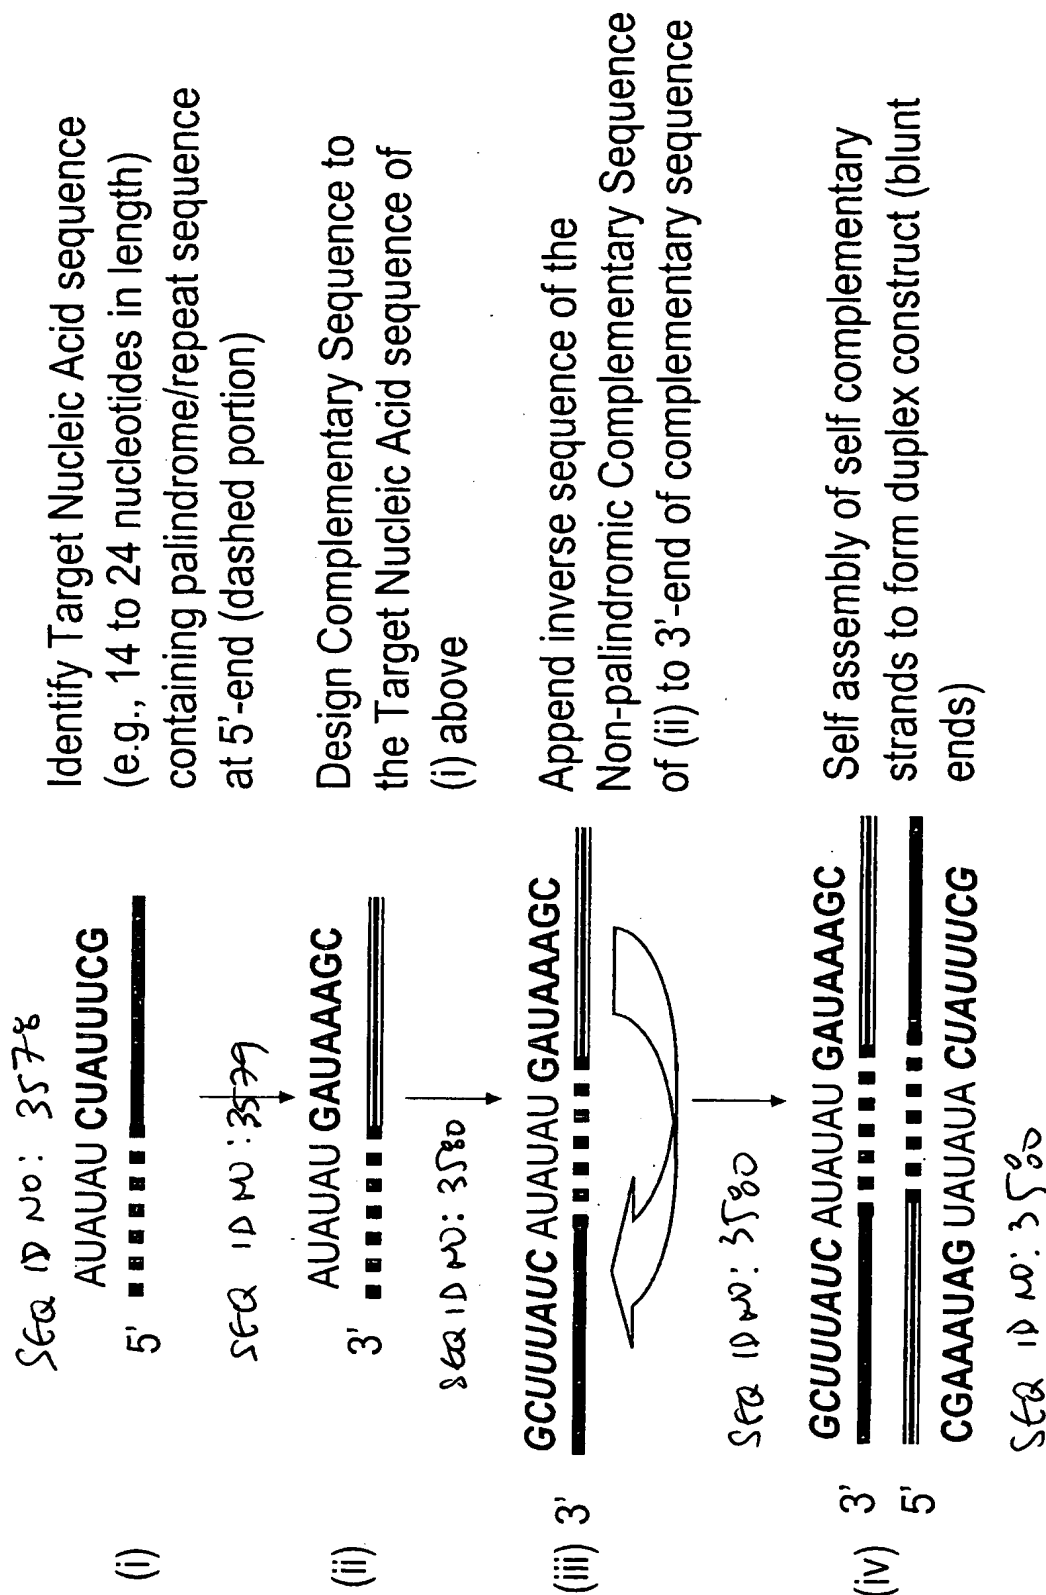 SEQ ID NO: 3578
(i) 5' AUAUAU CUAUUUCG
Identify Target Nucleic Acid sequence
(e.g., 14 to 24 nucleotides in length)
containing palindrome/repeat sequence
at 5'-end (dashed portion)
SEQ ID NO: 3579
(ii) 3' AUAUAU GAUAAAGC
Design Complementary Sequence to
the Target Nucleic Acid sequence of
(i) above
SEQ ID NO: 3580
(iii) 3' GCUUUAUC AUAUAU GAUAAAGC
Append inverse sequence of the
Non-palindromic Complementary Sequence
of (ii) to 3'-end of complementary sequence
SEQ ID NO: 3580
(iv) 3' GCUUUAUC AUAUAU GAUAAAGC
5' CGAAAUAG UAUAUA CUAUUUCG
Self assembly of self complementary
strands to form duplex construct (blunt
ends)
SEQ ID NO: 3580